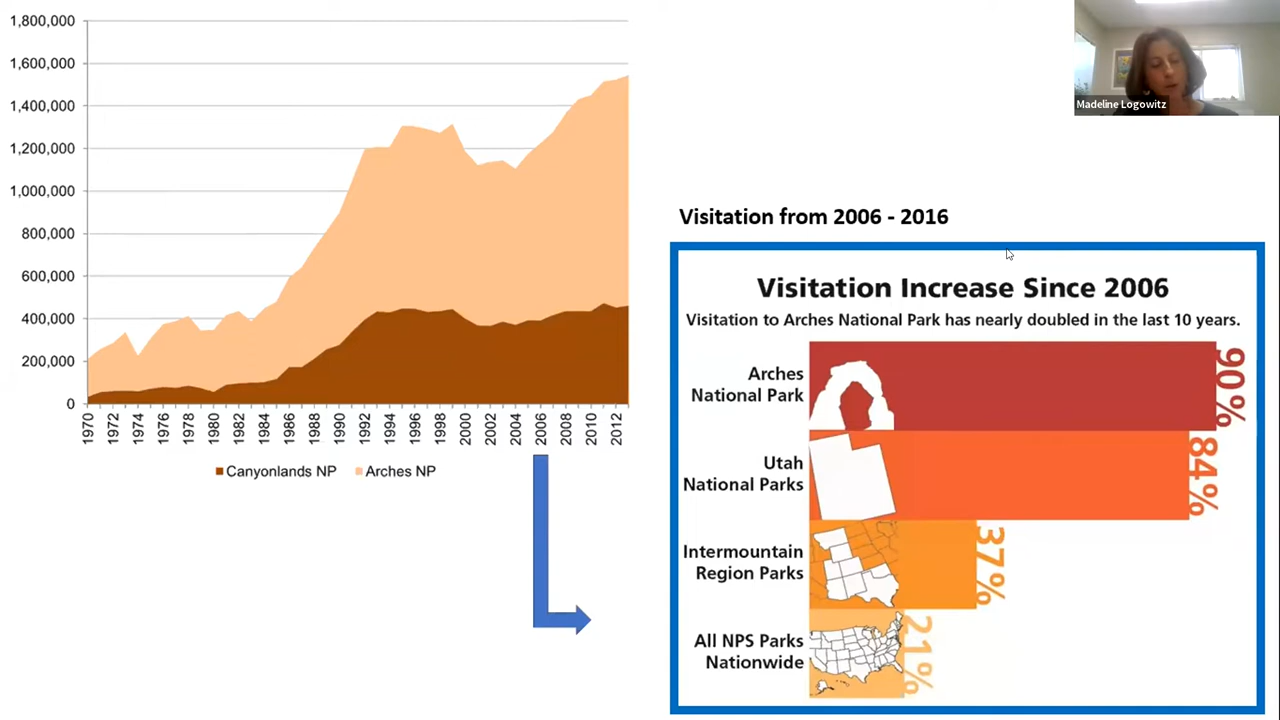 1,800,000
1,600,000
1,400,000
1,200,000
1,000,000
800,000
600,000
400,000
200,000
0
1970
1972
1974
1976
1978
1980
1982
1984
1986
1988
1990
1992
1994
1996
1998
2000
2002
2004
2006
2008
2010
2012
Canyonlands NP
Arches NP
Madeline Logowitz
Visitation from 2006 - 2016
Visitation Increase Since 2006
Visitation to Arches National Park has nearly doubled in the last 10 years.
Arches
National Park
90%
Utah
National Parks
84%
Intermountain
Region Parks
37%
All NPS Parks
Nationwide
21%